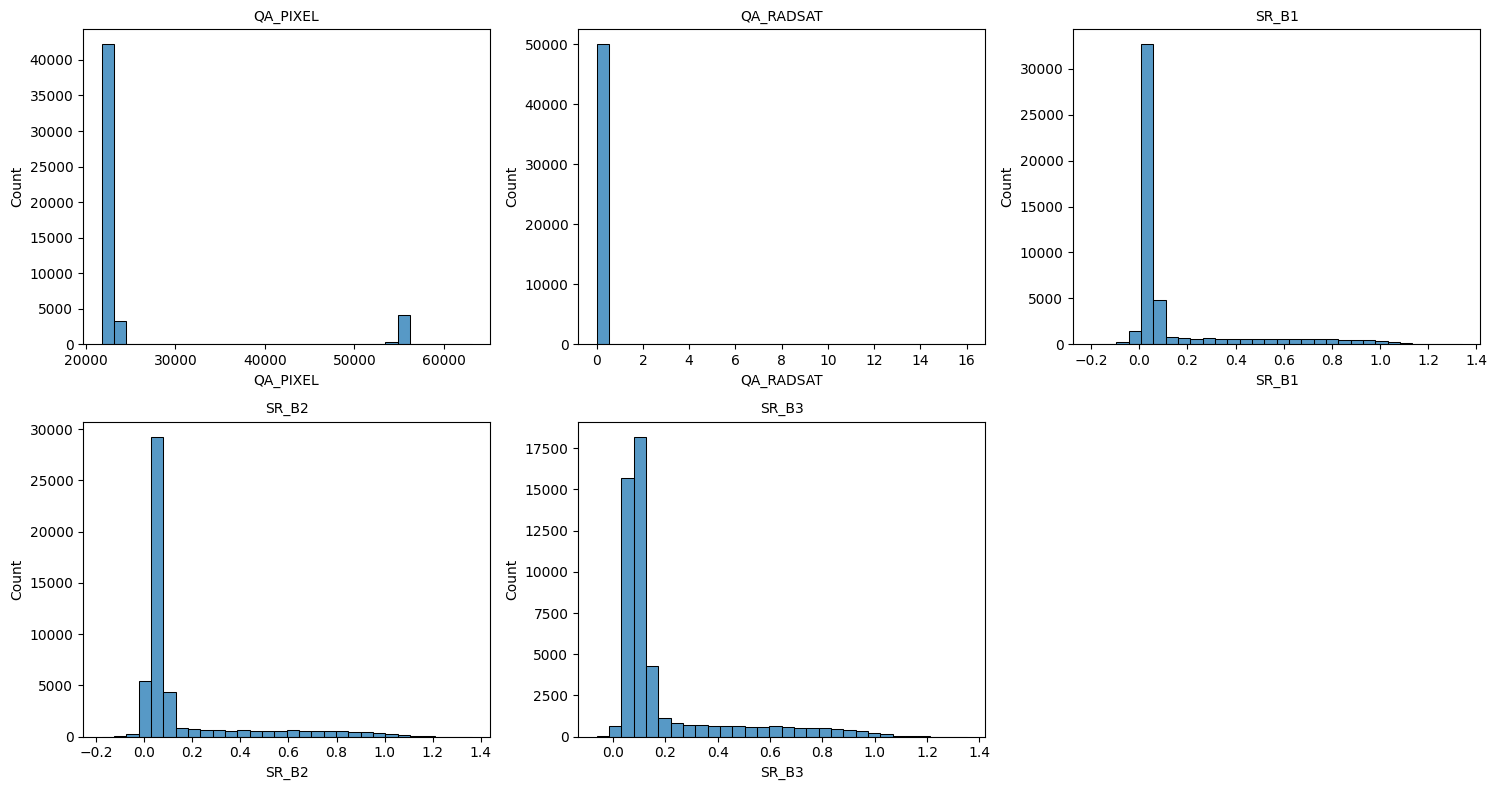 QA_PIXEL
40000
35000
30000
25000
20000
15000
10000
5000
0
Count
20000 30000 40000 50000 60000
QA_PIXEL
QA_RADSAT
50000
40000
30000
20000
10000
0
Count
0 2 4 6 8 10 12 14 16
QA_RADSAT
SR_B1
30000
25000
20000
15000
10000
5000
0
Count
−0.2 0.0 0.2 0.4 0.6 0.8 1.0 1.2 1.4
SR_B1
SR_B2
30000
25000
20000
15000
10000
5000
0
Count
−0.2 0.0 0.2 0.4 0.6 0.8 1.0 1.2 1.4
SR_B2
SR_B3
17500
15000
12500
10000
7500
5000
2500
0
Count
0.0 0.2 0.4 0.6 0.8 1.0 1.2 1.4
SR_B3